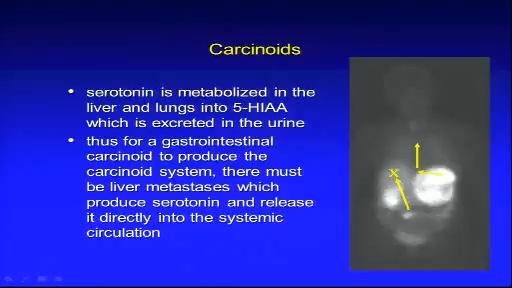 Carcinoids
• serotonin is metabolized in the
liver and lungs into 5-HIAA
which is excreted in the urine
• thus for a gastrointestinal
carcinoid to produce the
carcinoid system, there must
be liver metastases which
produce serotonin and release
it directly into the systemic
circulation
x